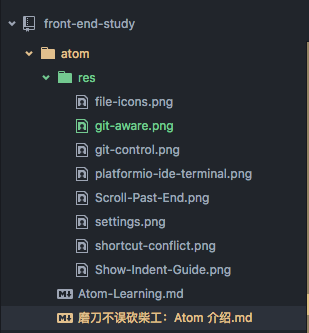 front-end-study
atom
res
file-icons.png
git-aware.png
git-control.png
platformio-ide-terminal.png
Scroll-Past-End.png
settings.png
shortcut-conflict.png
Show-Indent-Guide.png
Atom-Learning.md
磨刀不误砍柴工：Atom 介绍.md